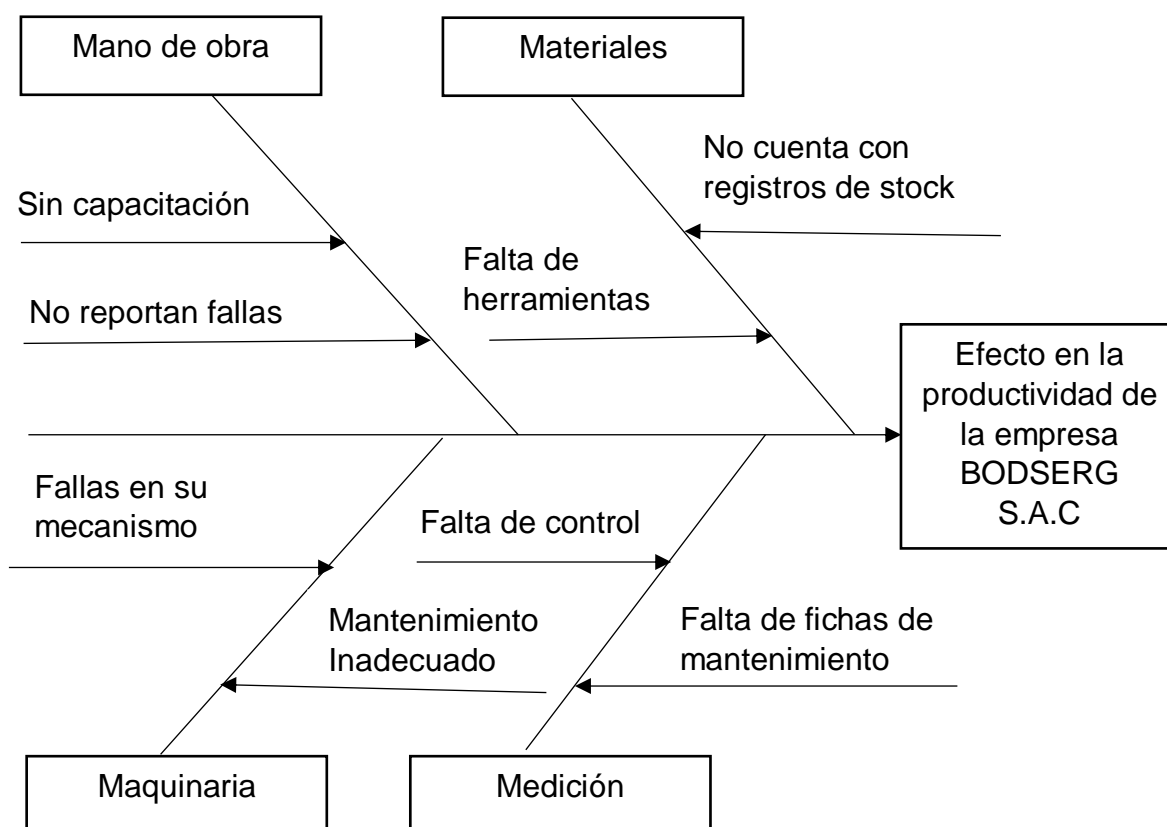 Mano de obra
Materiales
No cuenta con
registros de stock
Sin capacitación
Falta de
herramientas
No reportan fallas
Efecto en la
productividad de
la empresa
BODSERG
S.A.C
Fallas en su
mecanismo
Falta de control
Mantenimiento
Inadecuado
Falta de fichas de
mantenimiento
Maquinaria
Medición